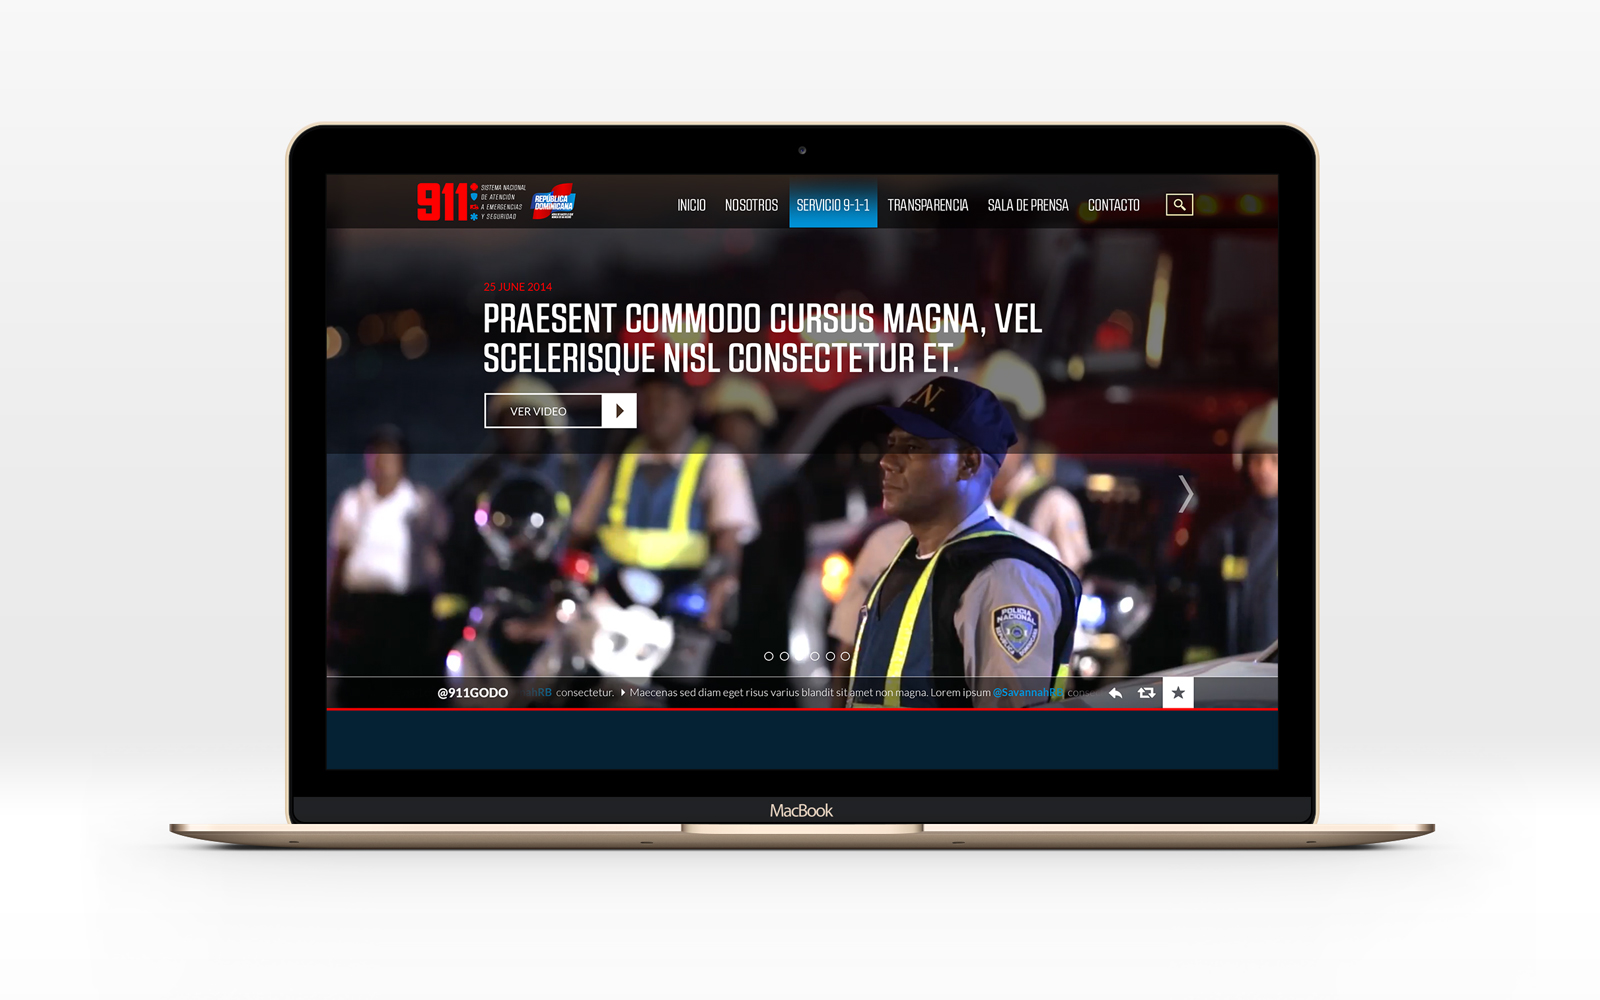 911
SISTEMA NACIONAL
DE ATENCIÓN
A EMERGENCIAS
Y SEGURIDAD
REPÚBLICA
DOMINICANA
INICIO NOSOTROS SERVICIO 9-1-1 TRANSPARENCIA SALA DE PRENSA CONTACTO
25 JUNE 2014
PRAESENT COMMODO CURSUS MAGNA, VEL
SCELERISQUE NISL CONSECTETUR ET.
VER VIDEO
.N.
POLICIA
NACIONAL
@911GODO ahRB consectetur. Maecenas sed diam eget risus varius blandit sit amet non magna. Lorem ipsum @SavannahRB cons
MacBook